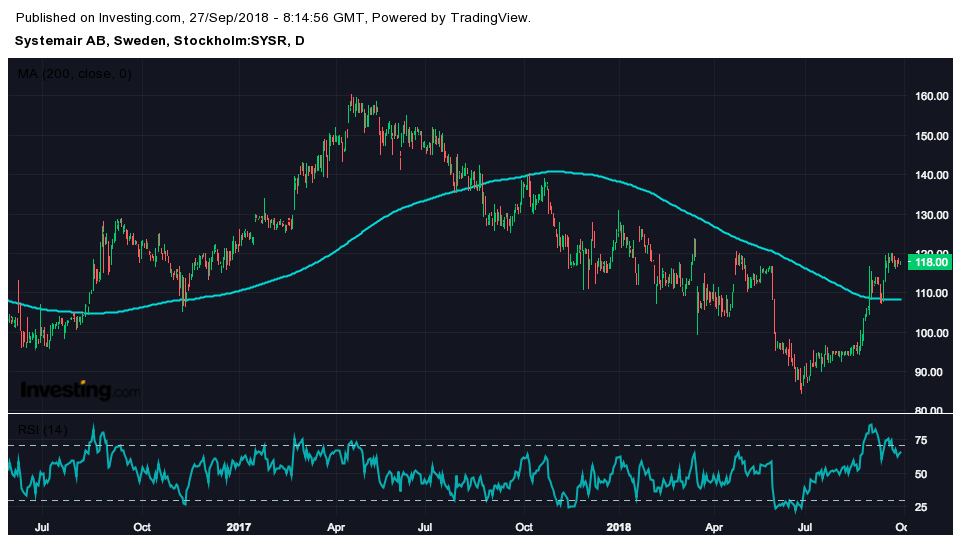 Published on Investing.com, 27/Sep/2018 - 8:14:56 GMT, Powered by TradingView.
Systemair AB, Sweden, Stockholm:SYSR, D
MA (200, close, 0)
160.00
150.00
140.00
130.00
120.00
118.00
110.00
100.00
90.00
80.00
Investing.com
RSI (14)
75
50
25
Jul Oct 2017 Apr Jul Oct 2018 Apr Jul Oc